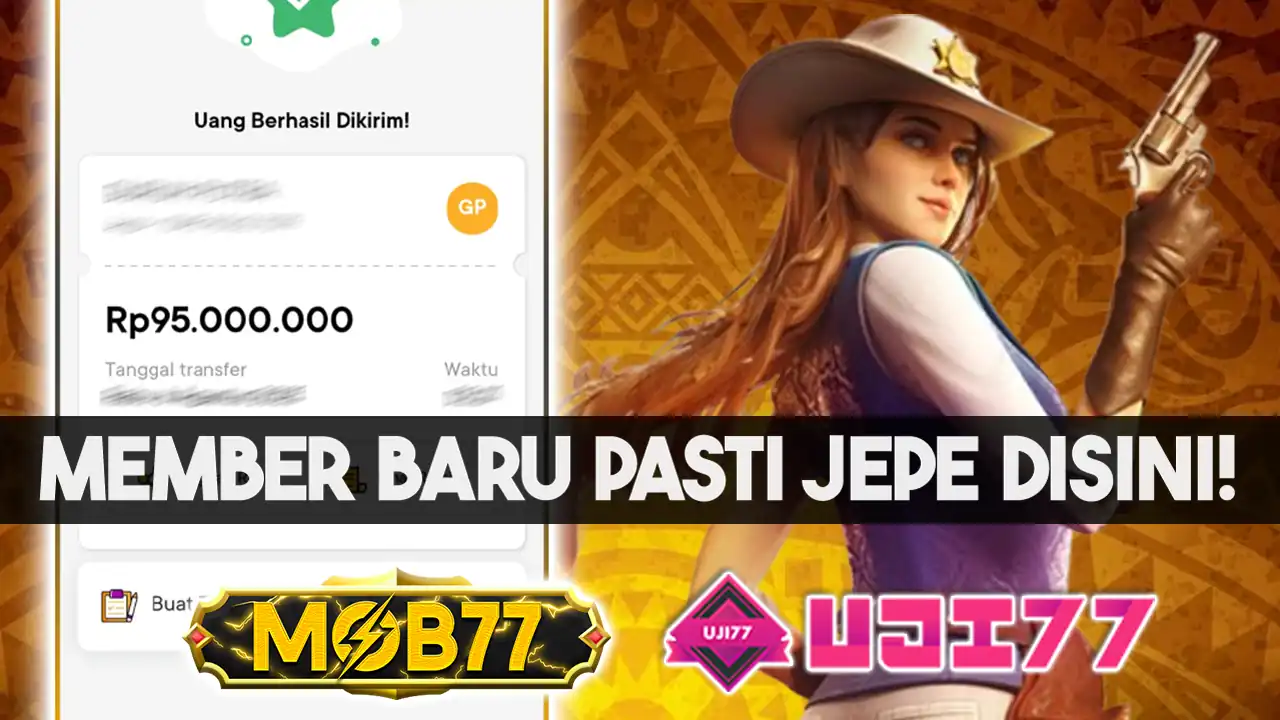 Uang Berhasil Dikirim!
GP
Rp95.000.000
Tanggal transfer
Waktu
MEMBER BARU PASTI JEPE DISINI!
Buat
MOB77
UJI77
UJI77